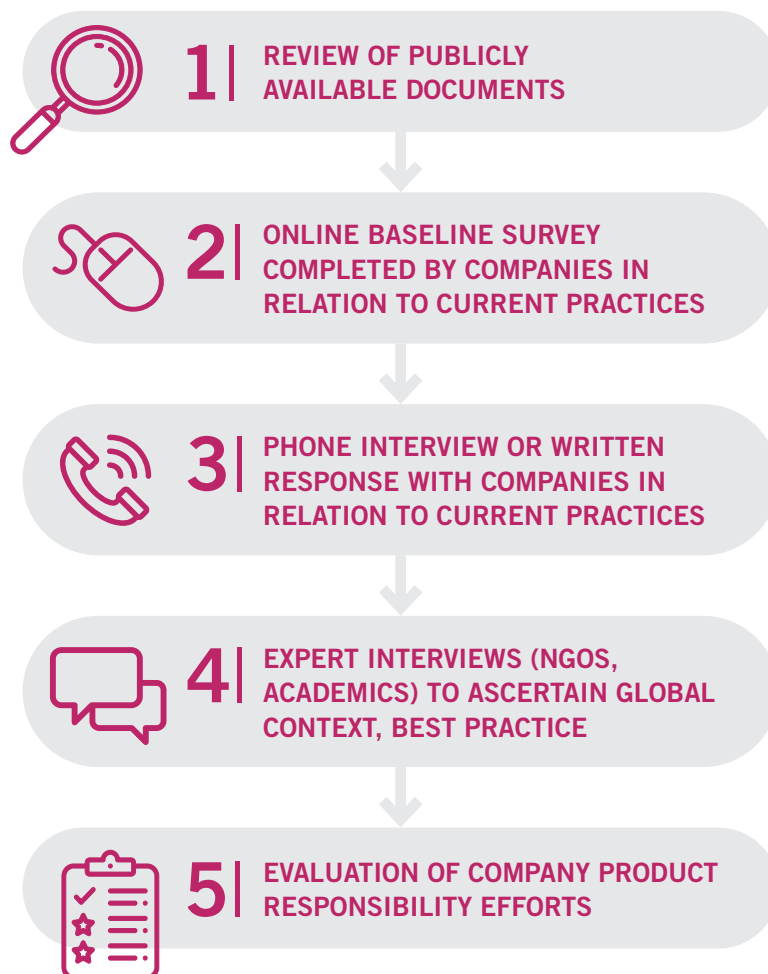 1 REVIEW OF PUBLICLY
AVAILABLE DOCUMENTS
2 ONLINE BASELINE SURVEY
COMPLETED BY COMPANIES IN
RELATION TO CURRENT PRACTICES
3 PHONE INTERVIEW OR WRITTEN
RESPONSE WITH COMPANIES IN
RELATION TO CURRENT PRACTICES
4 EXPERT INTERVIEWS (NGOS,
ACADEMICS) TO ASCERTAIN GLOBAL
CONTEXT, BEST PRACTICE
5 EVALUATION OF COMPANY PRODUCT
RESPONSIBILITY EFFORTS